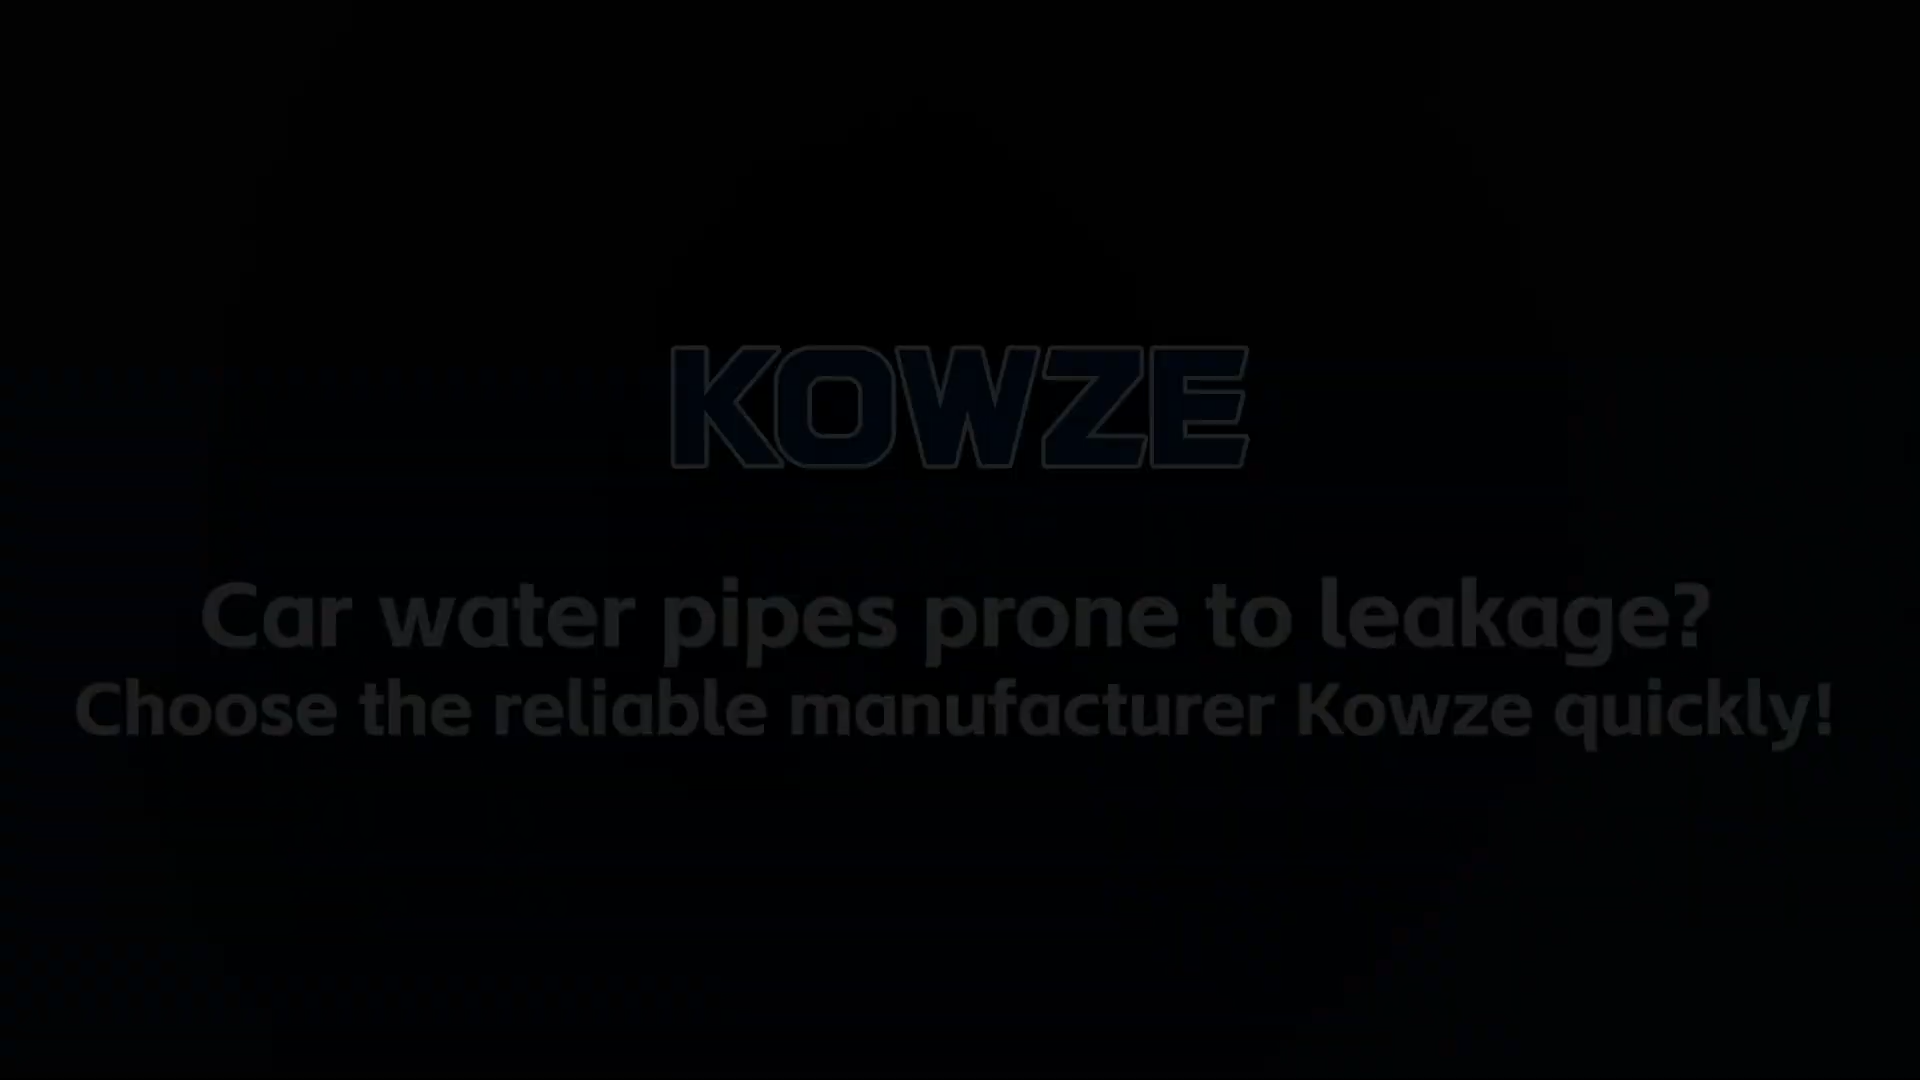 KOWZE
Car water pipes prone to leakage?
Choose the reliable manufacturer Kowze quickly!